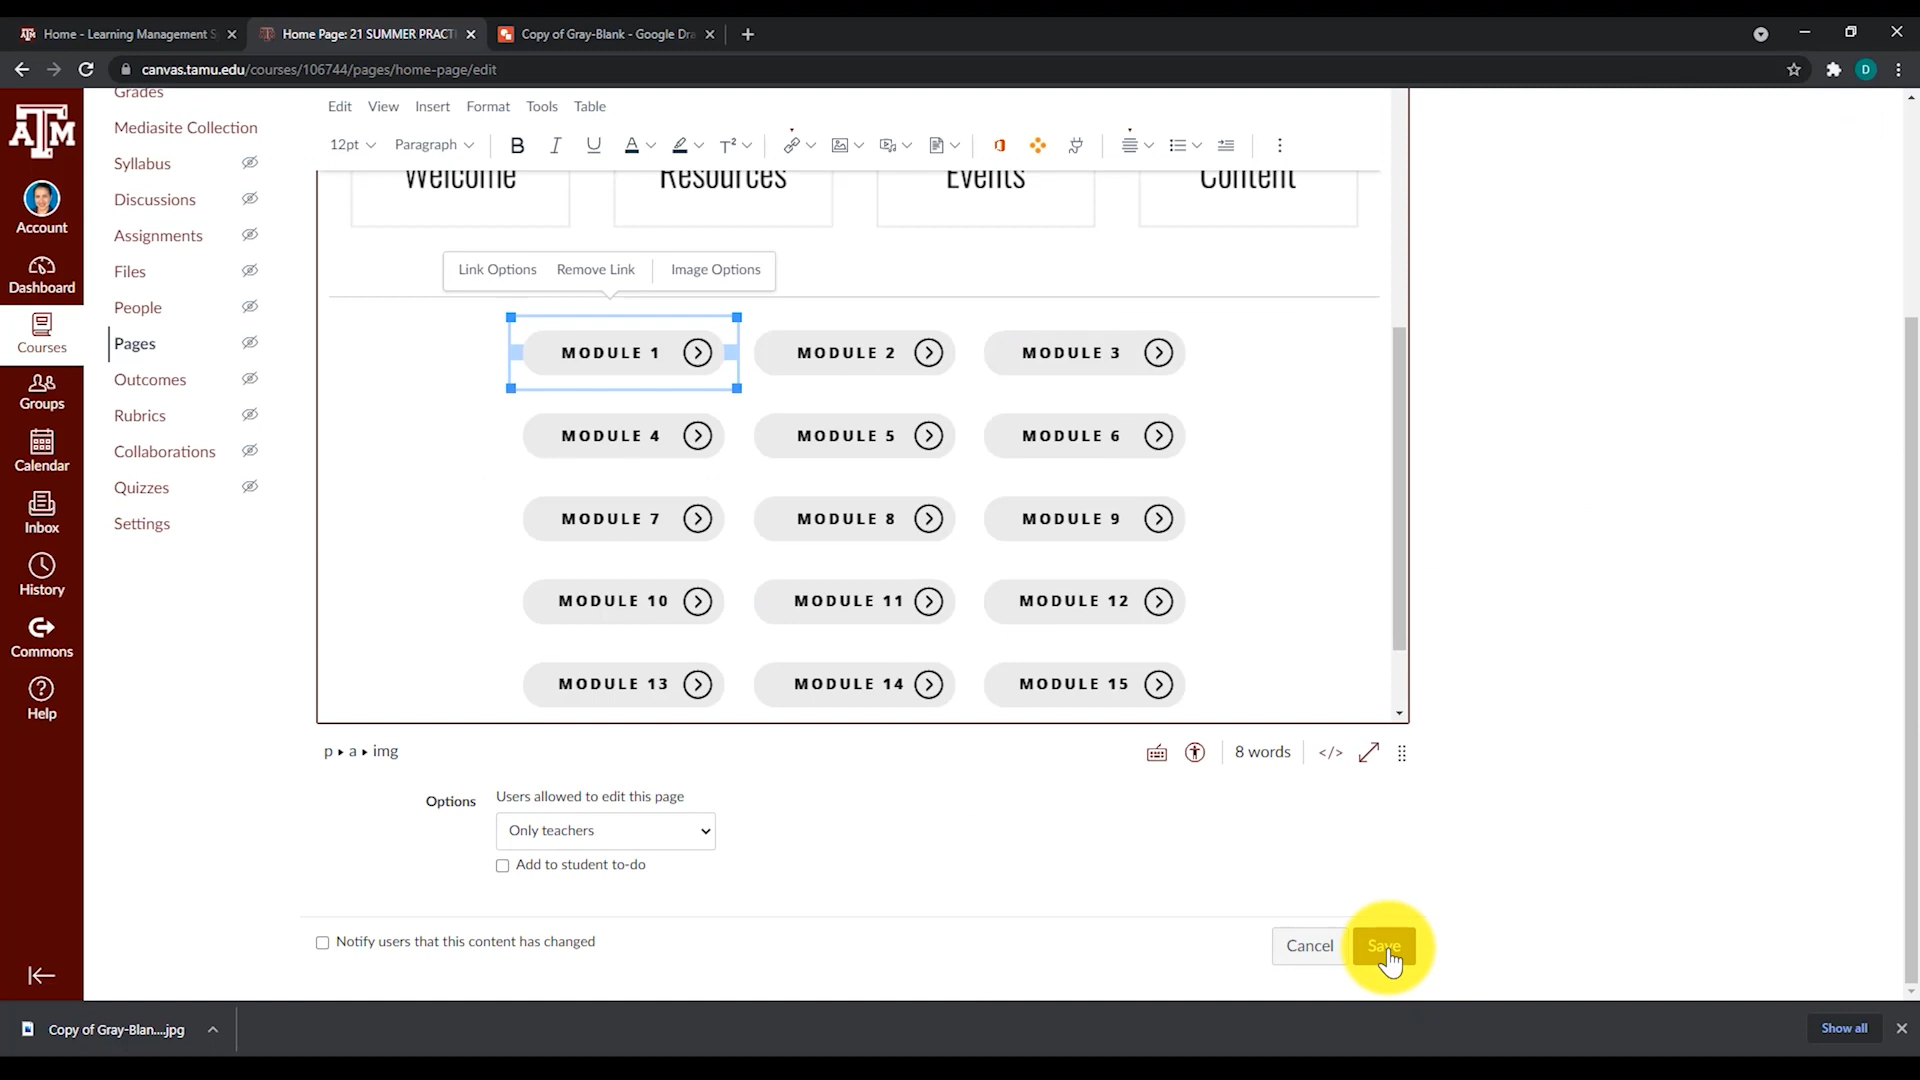 Home - Learning Management S
Home Page: 21 SUMMER PRACTI
Copy of Gray-Blank - Google Dra
canvas.tamu.edu/courses/106744/pages/home-page/edit
D
ATM
Account
Dashboard
Courses
Groups
Calendar
Inbox
History
Commons
Help
Grades
Mediasite Collection
Syllabus
Discussions
Assignments
Files
People
Pages
Outcomes
Rubrics
Collaborations
Quizzes
Settings
Edit View Insert Format Tools Table
12pt Paragraph B I U A T²
Welcome Resources Events Content
Link Options Remove Link Image Options
MODULE 1 MODULE 2 MODULE 3
MODULE 4 MODULE 5 MODULE 6
MODULE 7 MODULE 8 MODULE 9
MODULE 10 MODULE 11 MODULE 12
MODULE 13 MODULE 14 MODULE 15
p ▸ a ▸ img
8 words </>
Options Users allowed to edit this page
Only teachers
Add to student to-do
Notify users that this content has changed
Cancel Save
Copy of Gray-Blan....jpg
Show all